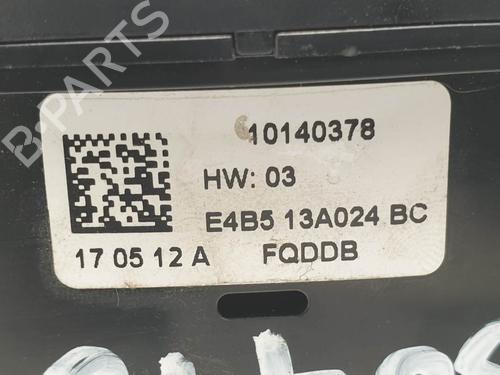 B-PARTS
10140378
HW: 03
E4B5 13A024 BC
17 05 12 A
FQDDB